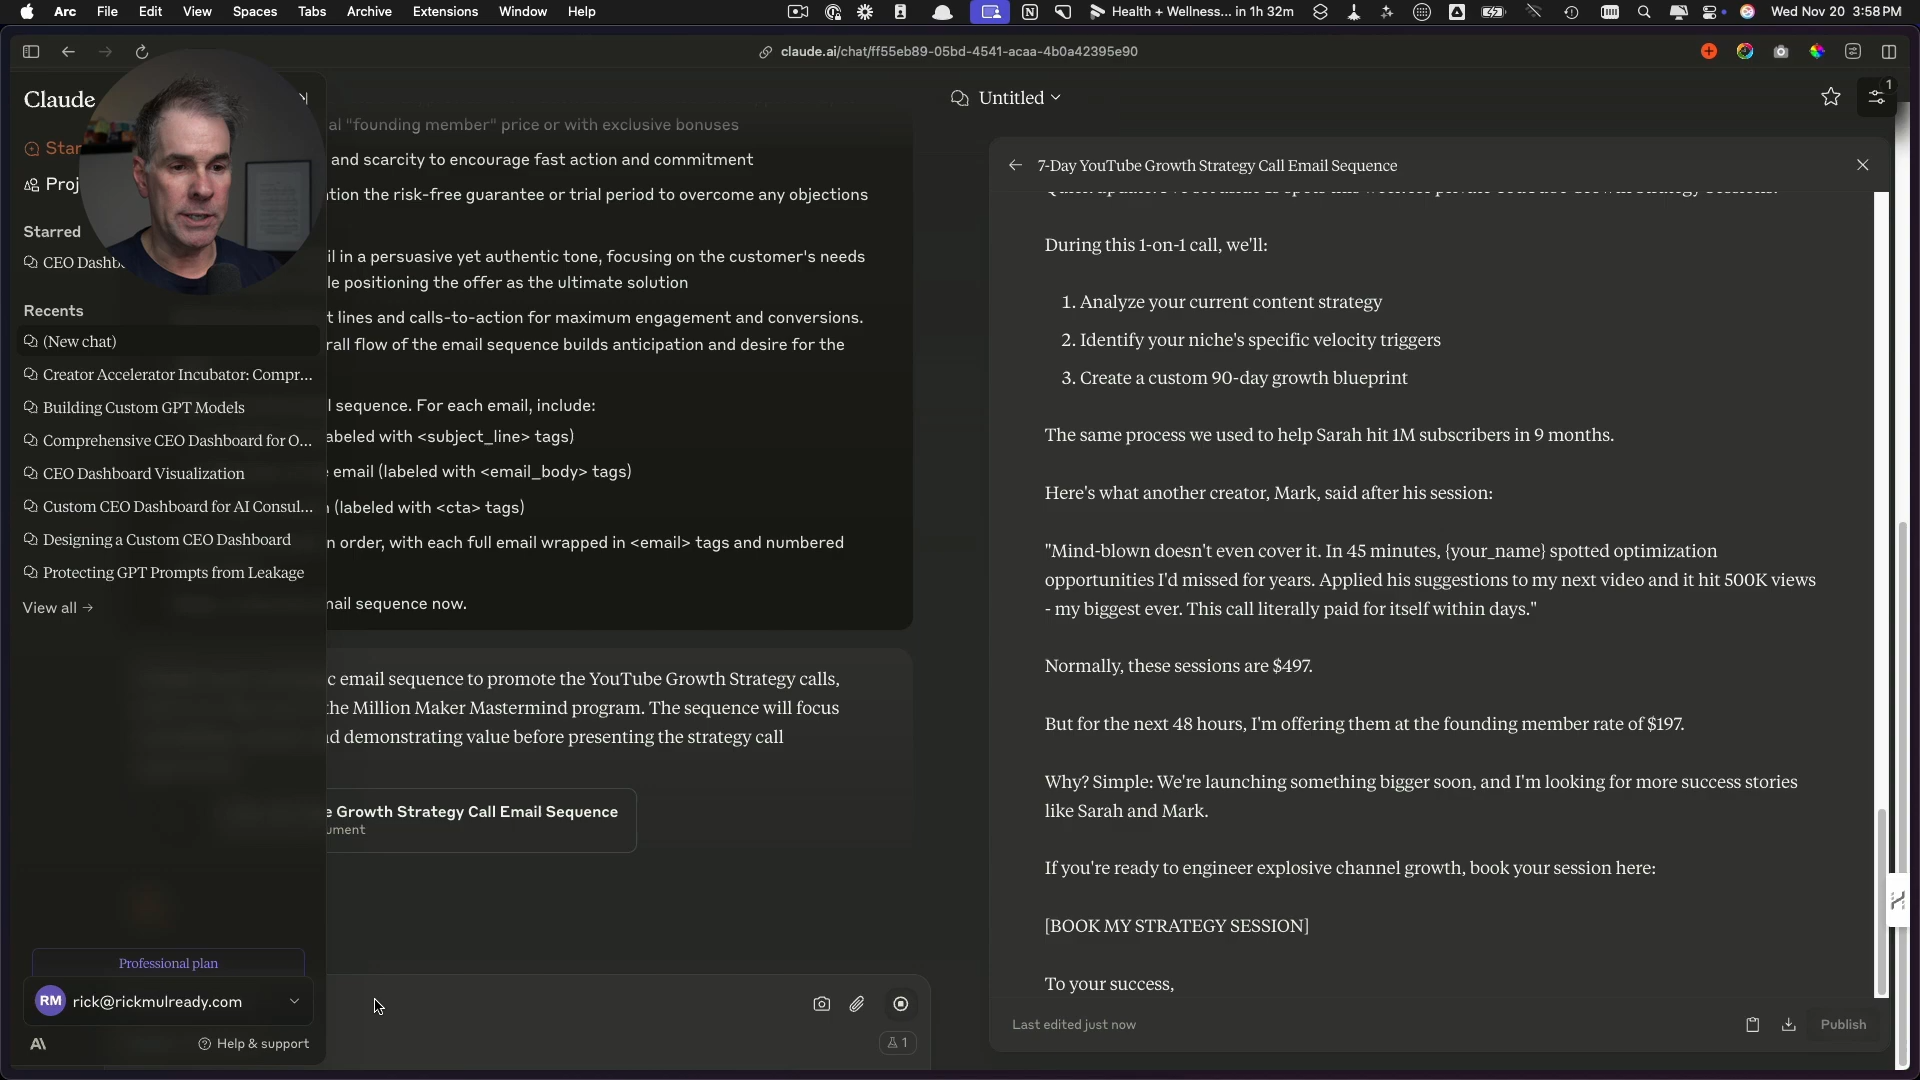 Arc File Edit View Spaces Tabs Archive Extensions Window Help
Health + Wellness... in 1h 32m
Wed Nov 20 3:58 PM
claude.ai/chat/ff55eb89-05bd-4541-acaa-4b0a42395e90
Claude
Star
Proj
Starred
CEO Dashb
Recents
(New chat)
Creator Accelerator Incubator: Compr...
Building Custom GPT Models
Comprehensive CEO Dashboard for O...
CEO Dashboard Visualization
Custom CEO Dashboard for AI Consul...
Designing a Custom CEO Dashboard
Protecting GPT Prompts from Leakage
View all →
Professional plan
RM rick@rickmulready.com
Help & support
al "founding member" price or with exclusive bonuses
and scarcity to encourage fast action and commitment
tion the risk-free guarantee or trial period to overcome any objections
il in a persuasive yet authentic tone, focusing on the customer's needs
le positioning the offer as the ultimate solution
t lines and calls-to-action for maximum engagement and conversions.
rall flow of the email sequence builds anticipation and desire for the
l sequence. For each email, include:
abeled with <subject_line> tags)
email (labeled with <email_body> tags)
(labeled with <cta> tags)
n order, with each full email wrapped in <email> tags and numbered
mail sequence now.
c email sequence to promote the YouTube Growth Strategy calls,
the Million Maker Mastermind program. The sequence will focus
nd demonstrating value before presenting the strategy call
e Growth Strategy Call Email Sequence
ument
1
Untitled
1
7-Day YouTube Growth Strategy Call Email Sequence
During this 1-on-1 call, we'll:
1. Analyze your current content strategy
2. Identify your niche's specific velocity triggers
3. Create a custom 90-day growth blueprint
The same process we used to help Sarah hit 1M subscribers in 9 months.
Here's what another creator, Mark, said after his session:
"Mind-blown doesn't even cover it. In 45 minutes, {your_name} spotted optimization
opportunities I'd missed for years. Applied his suggestions to my next video and it hit 500K views
- my biggest ever. This call literally paid for itself within days."
Normally, these sessions are $497.
But for the next 48 hours, I'm offering them at the founding member rate of $197.
Why? Simple: We're launching something bigger soon, and I'm looking for more success stories
like Sarah and Mark.
If you're ready to engineer explosive channel growth, book your session here:
[BOOK MY STRATEGY SESSION]
To your success,
Last edited just now
Publish